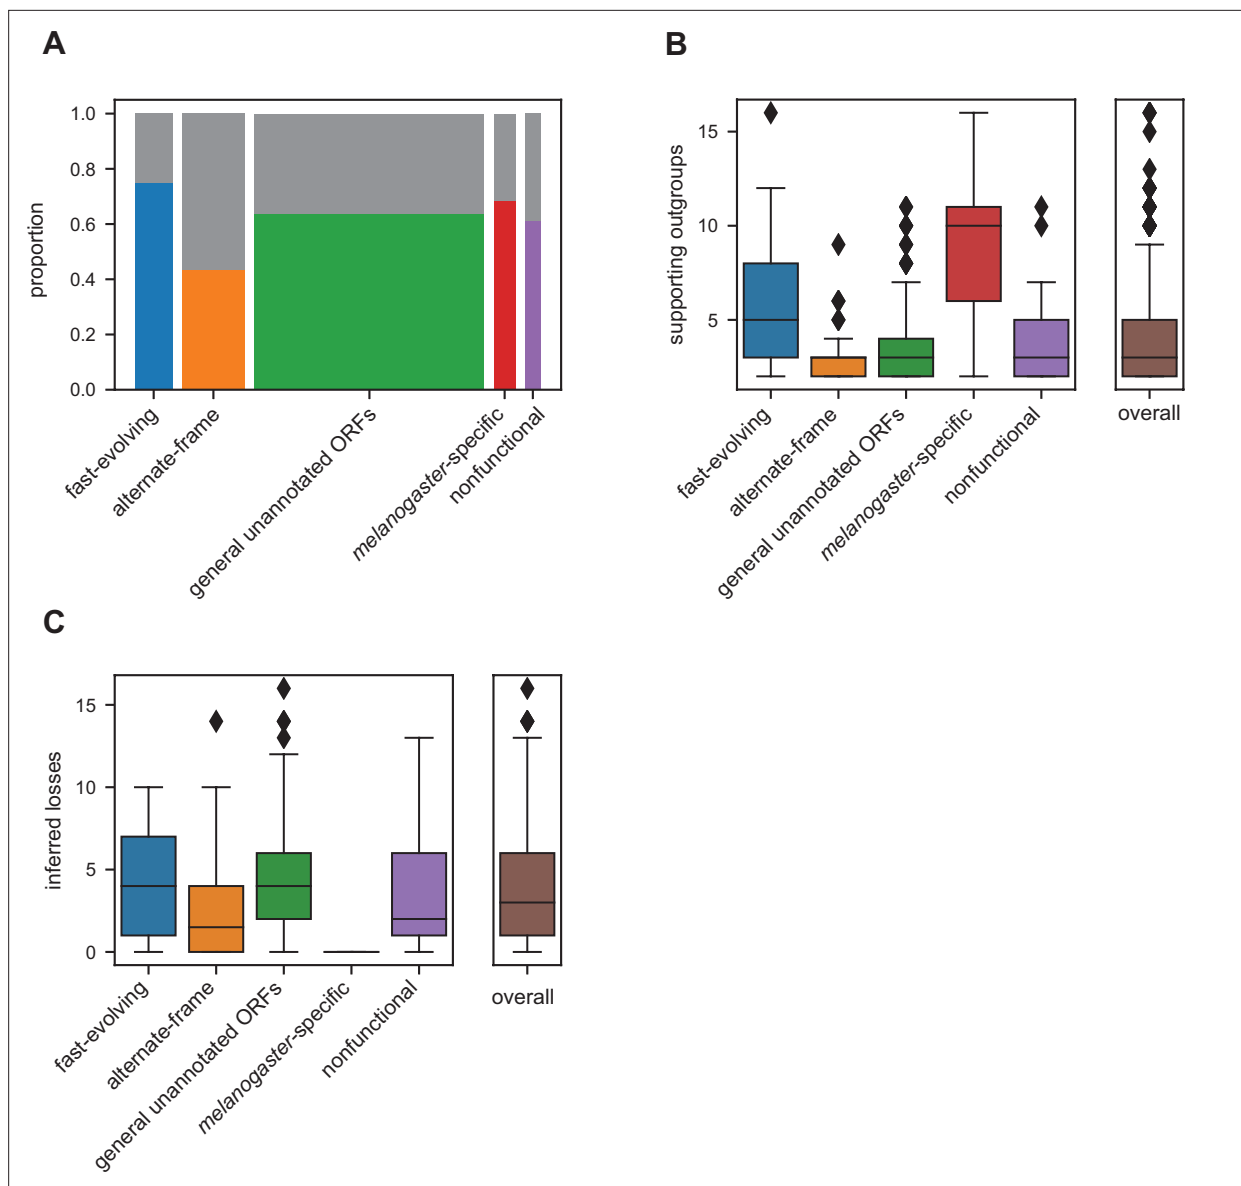 A
proportion
1.0
0.8
0.6
0.4
0.2
0.0
fast-evolving
alternate-frame
general unannotated ORFs
melanogaster-specific
nonfunctional
B
supporting outgroups
15
10
5
fast-evolving
alternate-frame
general unannotated ORFs
melanogaster-specific
nonfunctional
overall
C
inferred losses
15
10
5
0
fast-evolving
alternate-frame
general unannotated ORFs
melanogaster-specific
nonfunctional
overall